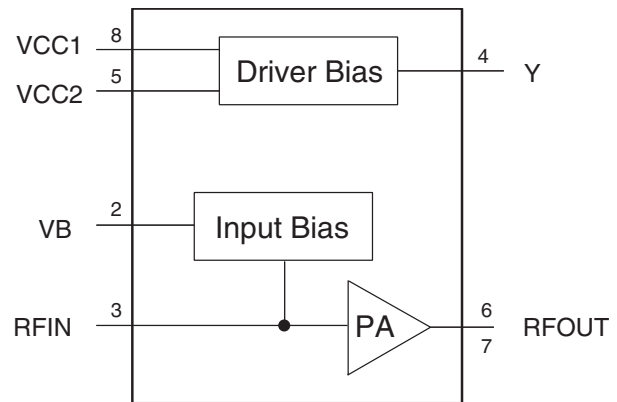 VCC1 8
Driver Bias
4 Y
VCC2 5
VB 2
Input Bias
RFIN 3
PA
6
RFOUT
7